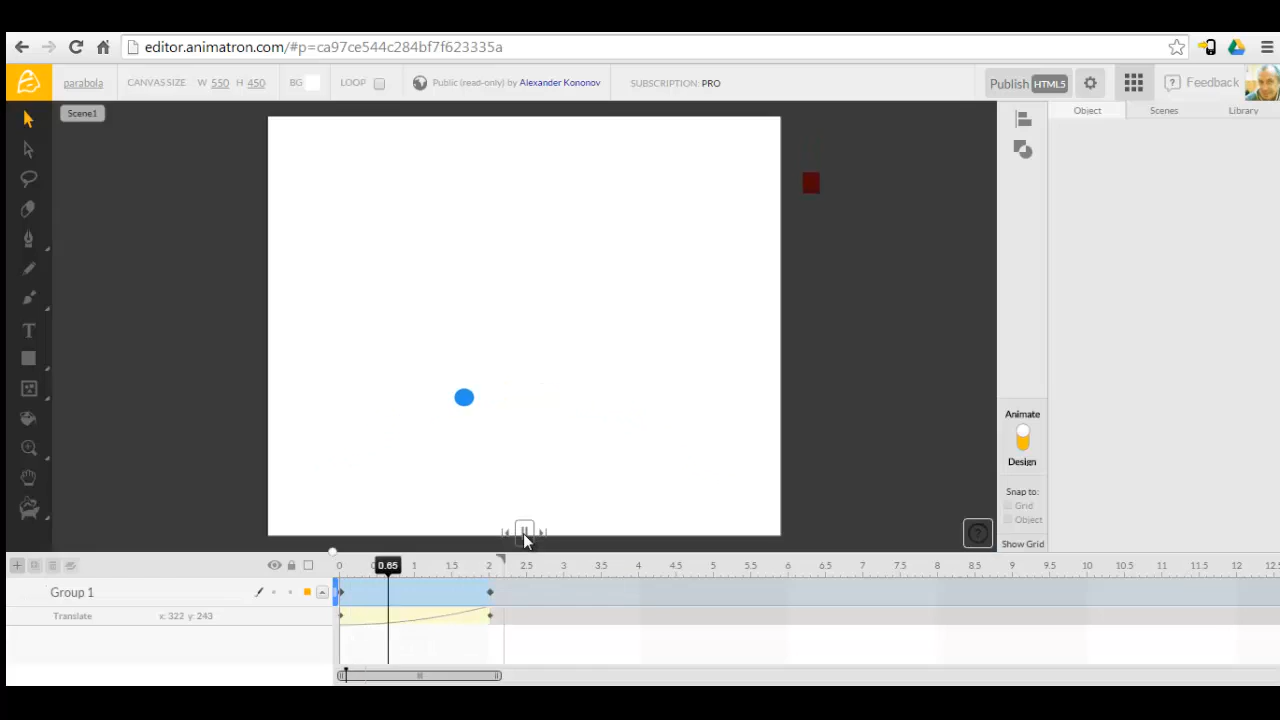 editor.animatron.com/#p=ca97ce544c284bf7f623335a
parabola CANVAS SIZE W 550 H 450 BG LOOP Public (read-only) by Alexander Kononov SUBSCRIPTION: PRO Publish HTML5 Feedback
Scene1
Object Scenes Library
Animate
Design
Snap to:
Grid
Object
Show Grid
0.65 1 1.5 2 2.5 3 3.5 4 4.5 5 5.5 6 6.5 7 7.5 8 8.5 9 9.5 10 10.5 11 11.5 12 12.5
Group 1
Translate x: 322 y: 243